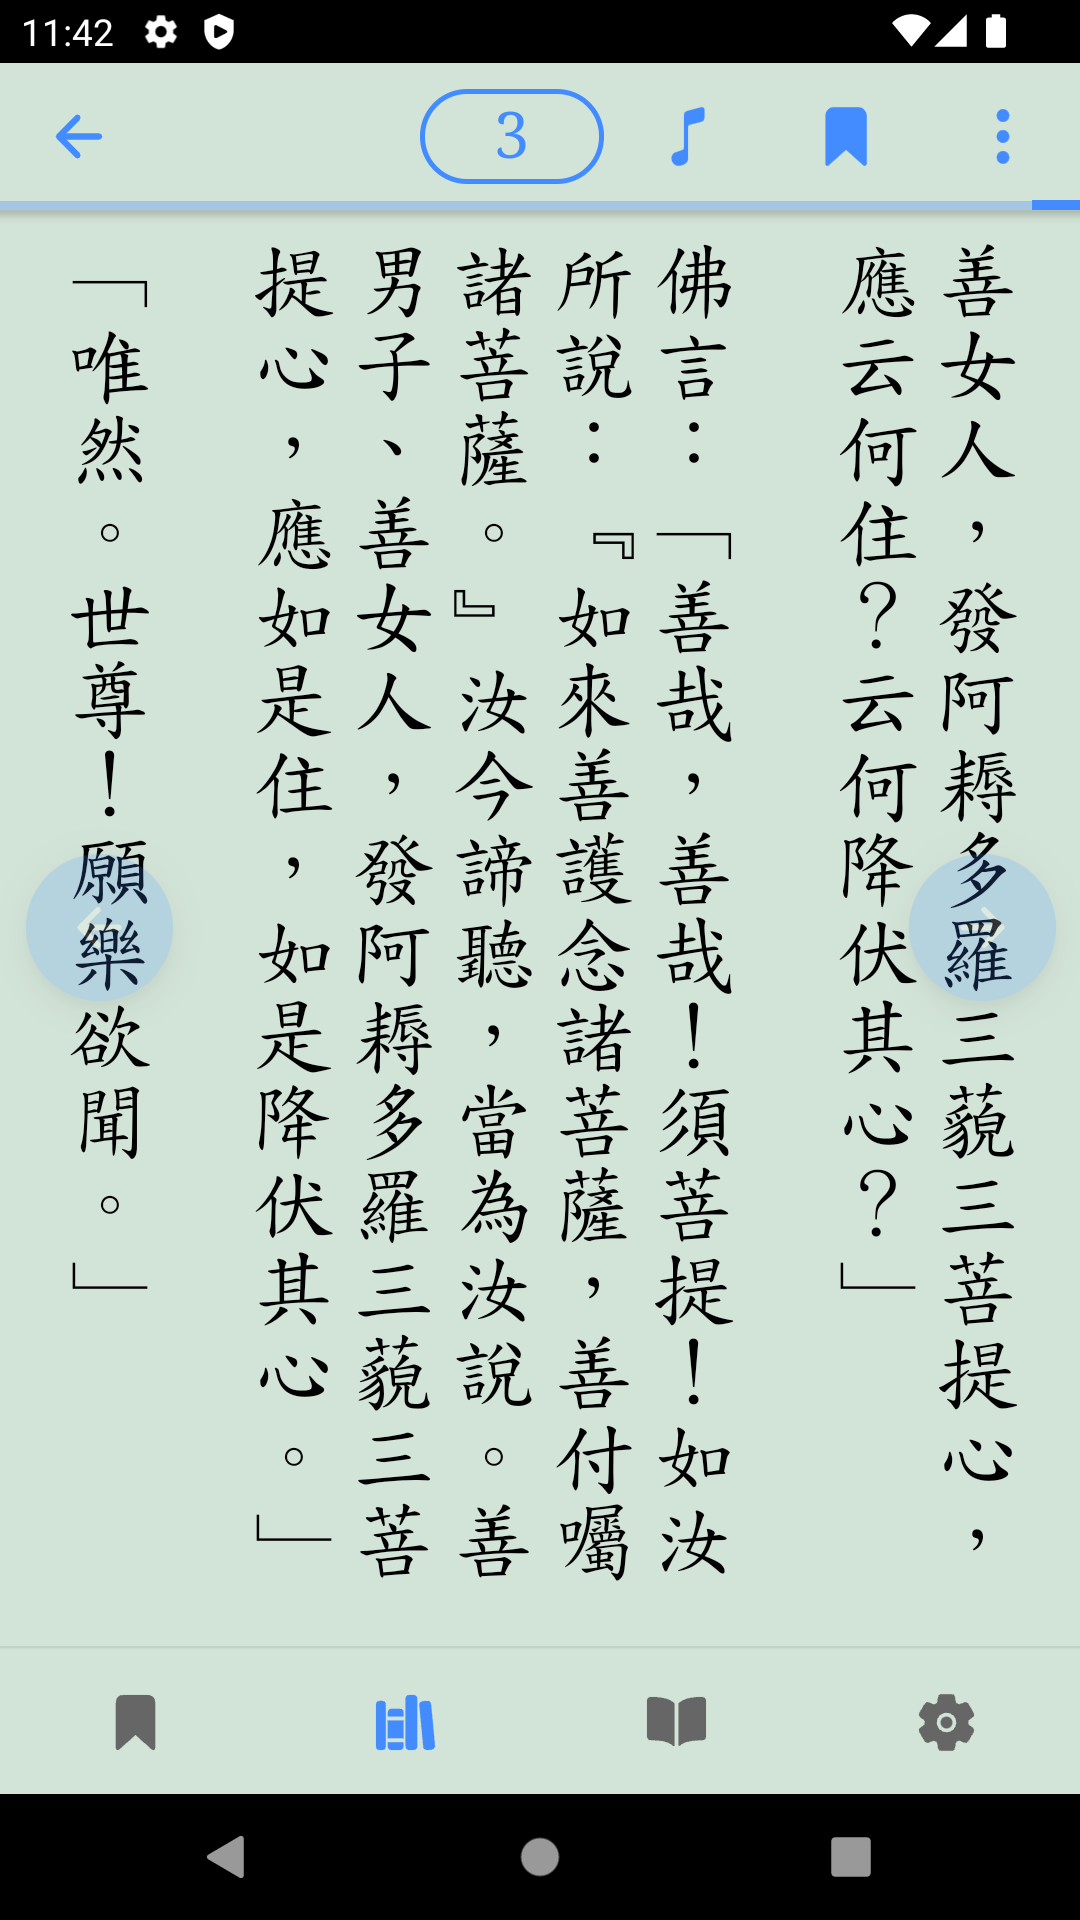 11:42
3
善女人，發阿耨多羅三藐三菩提心，
應云何住？云何降伏其心？」
佛言：「善哉，善哉！須菩提！如汝
所說：『如來善護念諸菩薩，善付囑
諸菩薩。』汝今諦聽，當為汝說。善
男子、善女人，發阿耨多羅三藐三菩
提心，應如是住，如是降伏其心。」
「唯然。世尊！願樂欲聞。」